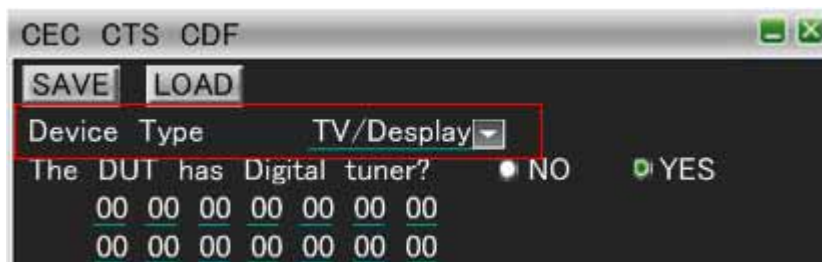 CEC CTS CDF
SAVE LOAD
Device Type TV/Desplay
The DUT has Digital tuner? NO YES
00 00 00 00 00 00 00
00 00 00 00 00 00 00